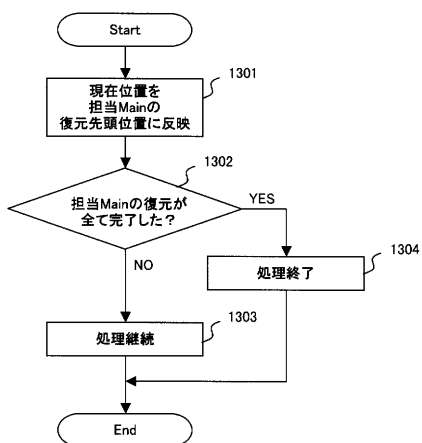 Start
1301
現在位置を
担当Mainの
復元先頭位置に反映
1302
担当Mainの復元が
全て完了した?
YES
NO
1304
処理終了
1303
処理継続
End